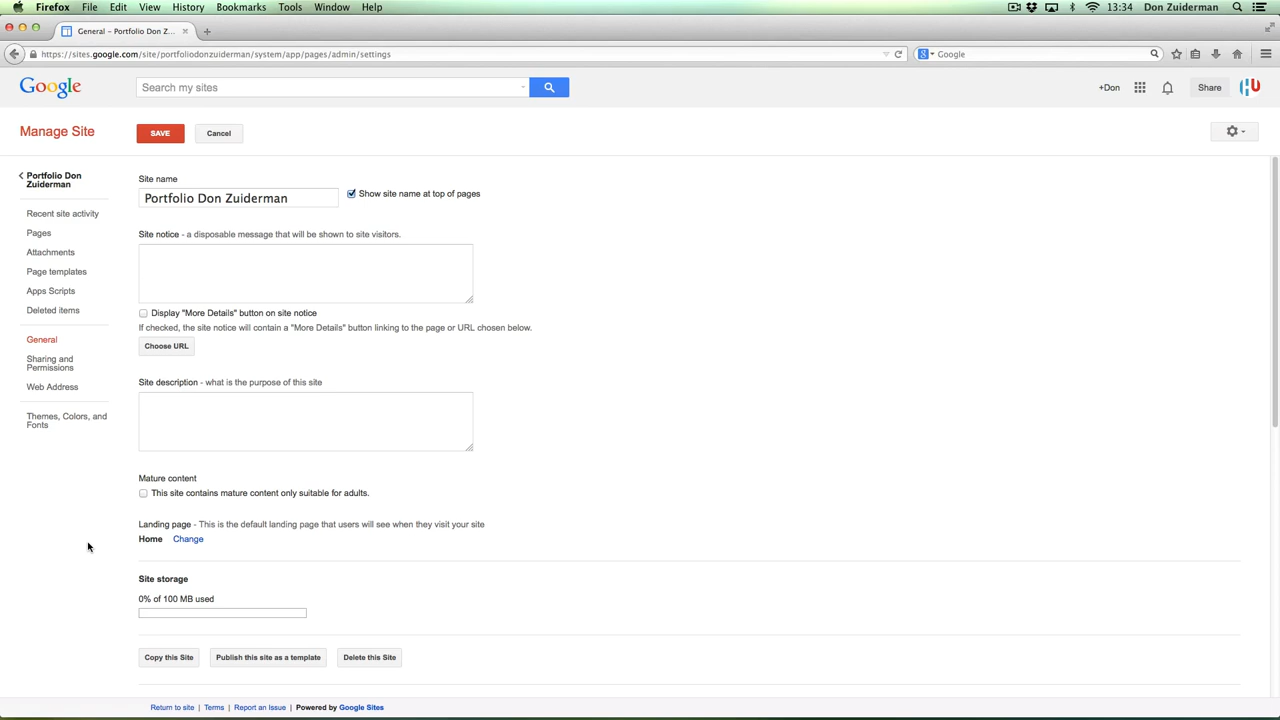 Firefox File Edit View History Bookmarks Tools Window Help 13:34 Don Zuiderman
General – Portfolio Don Z...
https://sites.google.com/site/portfoliodonzuiderman/system/app/pages/admin/settings Google
Google Search my sites +Don Share
Manage Site SAVE Cancel
Portfolio Don
Zuiderman
Recent site activity
Pages
Attachments
Page templates
Apps Scripts
Deleted items
General
Sharing and
Permissions
Web Address
Themes, Colors, and
Fonts
Site name
Portfolio Don Zuiderman Show site name at top of pages
Site notice - a disposable message that will be shown to site visitors.
Display "More Details" button on site notice
If checked, the site notice will contain a "More Details" button linking to the page or URL chosen below.
Choose URL
Site description - what is the purpose of this site
Mature content
This site contains mature content only suitable for adults.
Landing page - This is the default landing page that users will see when they visit your site
Home Change
Site storage
0% of 100 MB used
Copy this Site Publish this site as a template Delete this Site
Return to site | Terms | Report an Issue | Powered by Google Sites